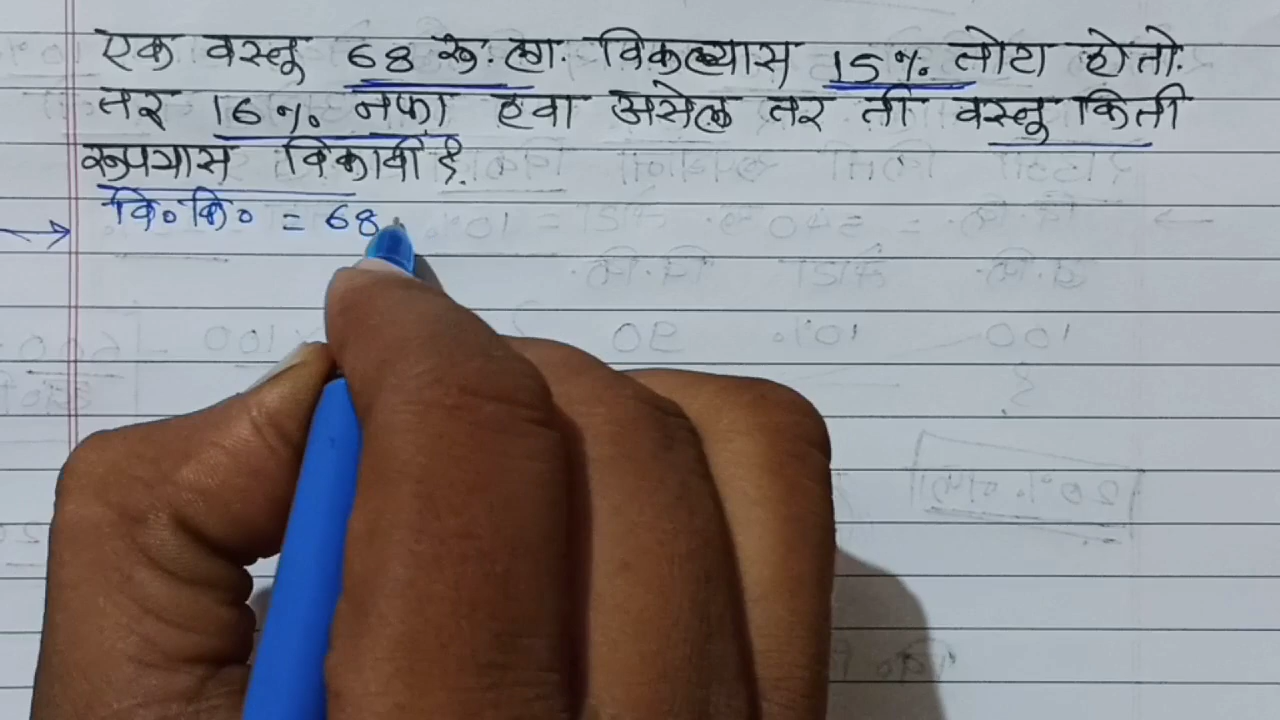 एक वस्तू 68 रू. ला. विकल्यास 15% तोटा होतो.
तर 16% नफा हवा असेल तर ती वस्तू किती
रूपयास विकावी?
वि० कि० = 68